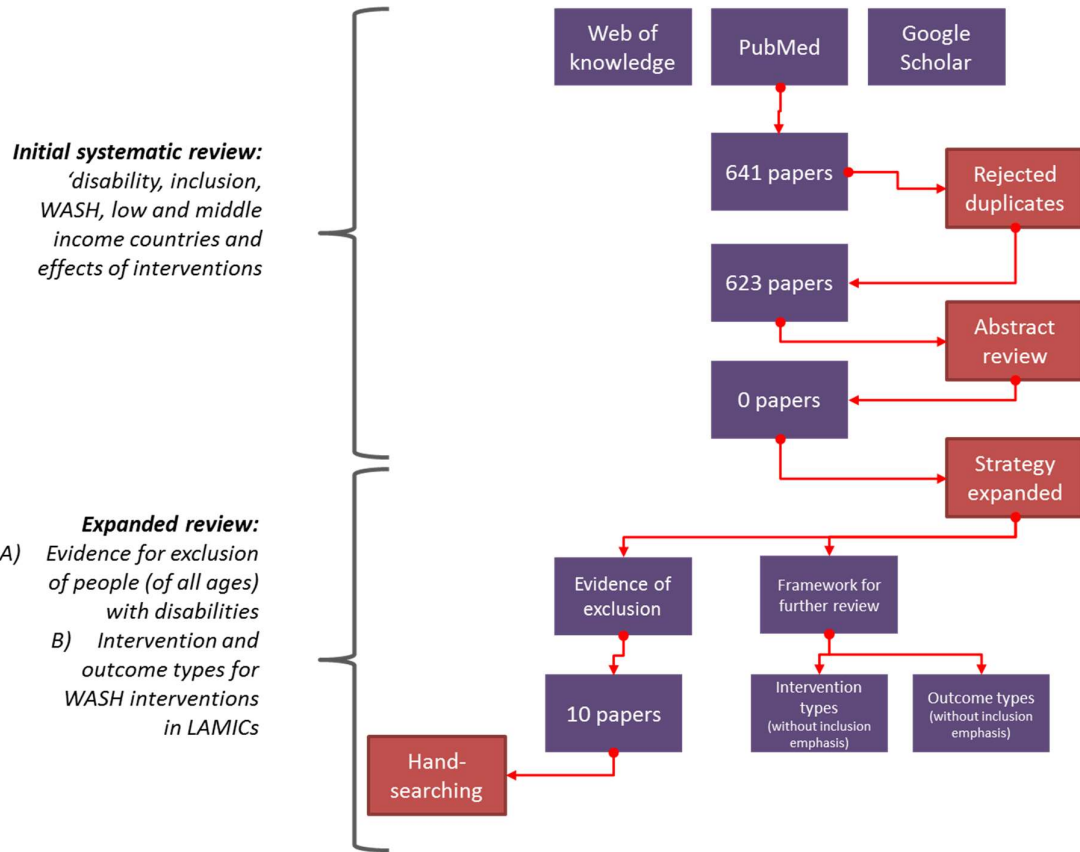 Web of
knowledge
PubMed
Google
Scholar
Initial systematic review:
‘disability, inclusion,
WASH, low and middle
income countries and
effects of interventions
641 papers
Rejected
duplicates
623 papers
Abstract
review
0 papers
Strategy
expanded
Expanded review:
A) Evidence for exclusion
of people (of all ages)
with disabilities
B) Intervention and
outcome types for
WASH interventions
in LAMICs
Evidence of
exclusion
Framework for
further review
10 papers
Intervention
types
(without inclusion
emphasis)
Outcome types
(without inclusion
emphasis)
Hand-
searching